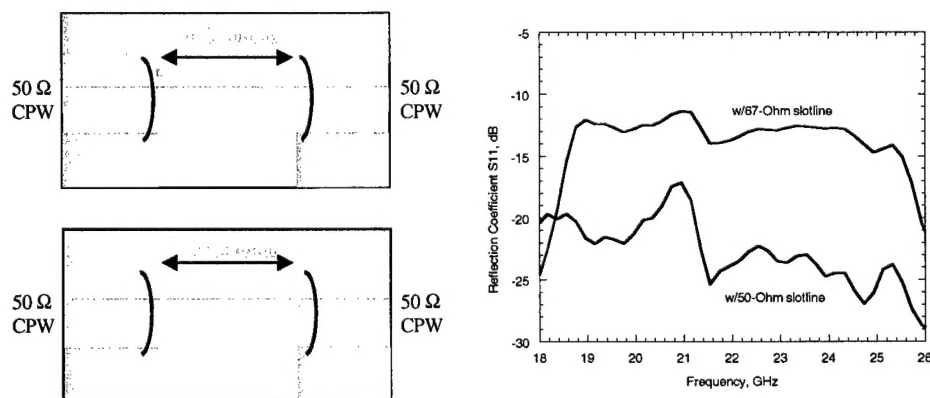 50 Ω
CPW
50 Ω
CPW
50 Ω
CPW
50 Ω
CPW
Reflection Coefficient S11, dB
-5
-10
-15
-20
-25
-30
w/67-Ohm slotline
w/50-Ohm slotline
18 19 20 21 22 23 24 25 26
Frequency, GHz